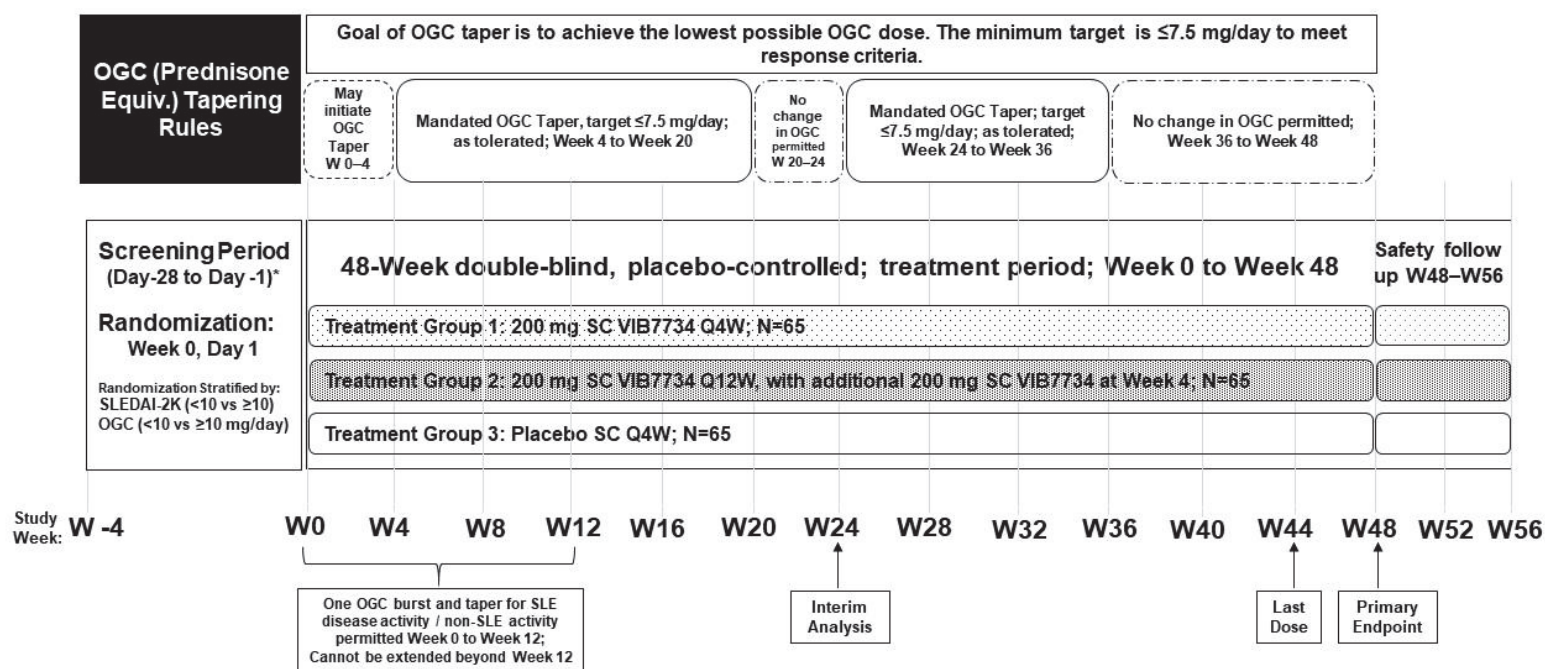 OGC (Prednisone
Equiv.) Tapering
Rules
Goal of OGC taper is to achieve the lowest possible OGC dose. The minimum target is ≤7.5 mg/day to meet
response criteria.
May
initiate
OGC
Taper
W 0–4
Mandated OGC Taper, target ≤7.5 mg/day;
as tolerated; Week 4 to Week 20
No
change
in OGC
permitted
W 20–24
Mandated OGC Taper; target
≤7.5 mg/day; as tolerated;
Week 24 to Week 36
No change in OGC permitted;
Week 36 to Week 48
Screening Period
(Day-28 to Day -1)*
Randomization:
Week 0, Day 1
Randomization Stratified by:
SLEDAI-2K (<10 vs ≥10)
OGC (<10 vs ≥10 mg/day)
48-Week double-blind, placebo-controlled; treatment period; Week 0 to Week 48
Safety follow
up W48–W56
Treatment Group 1: 200 mg SC VIB7734 Q4W; N=65
Treatment Group 2: 200 mg SC VIB7734 Q12W, with additional 200 mg SC VIB7734 at Week 4; N=65
Treatment Group 3: Placebo SC Q4W; N=65
Study
Week:
W -4 W0 W4 W8 W12 W16 W20 W24 W28 W32 W36 W40 W44 W48 W52 W56
One OGC burst and taper for SLE
disease activity / non-SLE activity
permitted Week 0 to Week 12;
Cannot be extended beyond Week 12
Interim
Analysis
Last
Dose
Primary
Endpoint